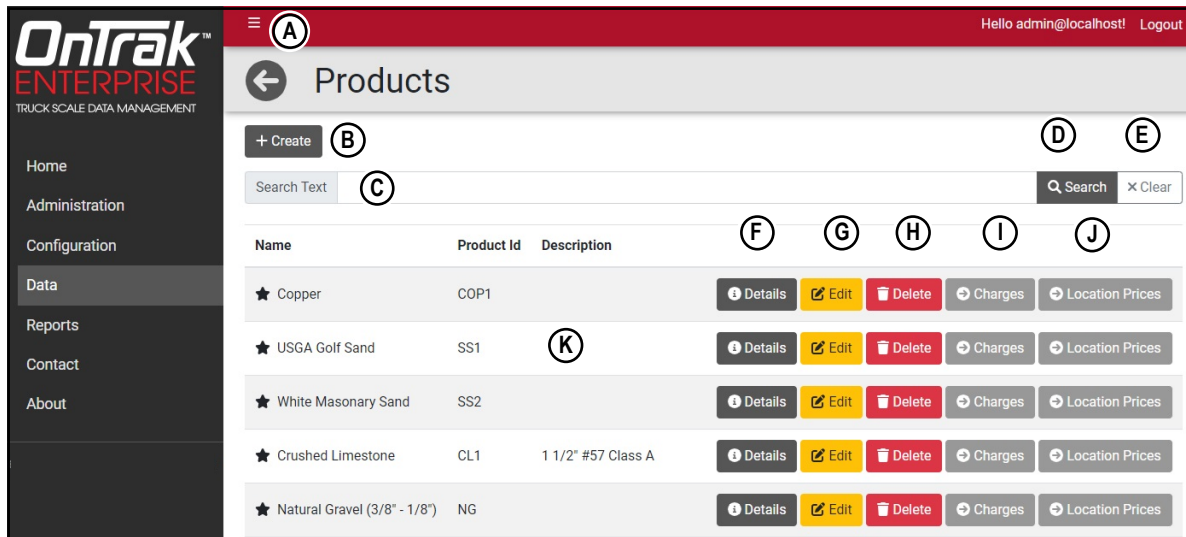 OnTrak™
ENTERPRISE
TRUCK SCALE DATA MANAGEMENT
Home
Administration
Configuration
Data
Reports
Contact
About
A
Hello admin@localhost! Logout
Products
+ Create B
D E
Search Text C Search × Clear
F G H I J
Name Product Id Description
Copper COP1 Details Edit Delete Charges Location Prices
USGA Golf Sand SS1 K Details Edit Delete Charges Location Prices
White Masonary Sand SS2 Details Edit Delete Charges Location Prices
Crushed Limestone CL1 1 1/2" #57 Class A Details Edit Delete Charges Location Prices
Natural Gravel (3/8" - 1/8") NG Details Edit Delete Charges Location Prices